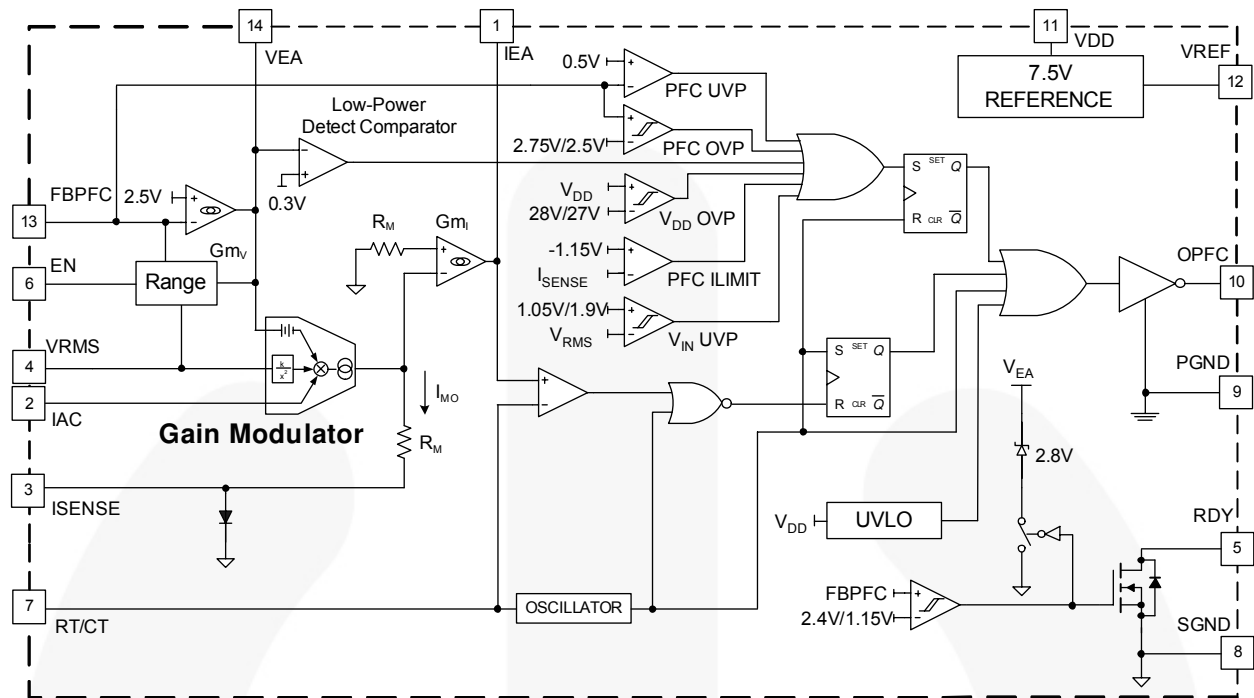 14
VEA
1
IEA
11
VDD
VREF
12
7.5V
REFERENCE
0.5V
PFC UVP
Low-Power
Detect Comparator
2.75V/2.5V
PFC OVP
S SET Q
R CLR Q
FBPFC
13
2.5V
0.3V
VDD
28V/27V
VDD OVP
GmV
RM
GmI
-1.15V
ISENSE
PFC ILIMIT
EN
6
Range
OPFC
10
1.05V/1.9V
VRMS
VIN UVP
VRMS
4
k
x²
IMO
S SET Q
R CLR Q
VEA
PGND
9
2
IAC
Gain Modulator
RM
2.8V
3
ISENSE
VDD
UVLO
RDY
5
7
RT/CT
OSCILLATOR
FBPFC
2.4V/1.15V
SGND
8